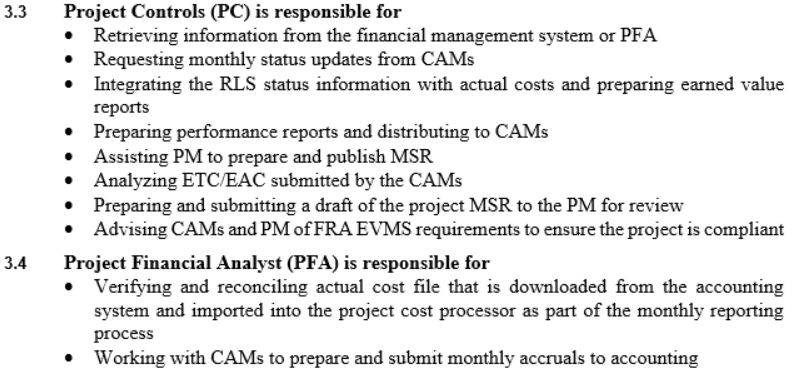 3.3 Project Controls (PC) is responsible for
• Retrieving information from the financial management system or PFA
• Requesting monthly status updates from CAMs
• Integrating the RLS status information with actual costs and preparing earned value
reports
• Preparing performance reports and distributing to CAMs
• Assisting PM to prepare and publish MSR
• Analyzing ETC/EAC submitted by the CAMs
• Preparing and submitting a draft of the project MSR to the PM for review
• Advising CAMs and PM of FRA EVMS requirements to ensure the project is compliant
3.4 Project Financial Analyst (PFA) is responsible for
• Verifying and reconciling actual cost file that is downloaded from the accounting
system and imported into the project cost processor as part of the monthly reporting
process
• Working with CAMs to prepare and submit monthly accruals to accounting